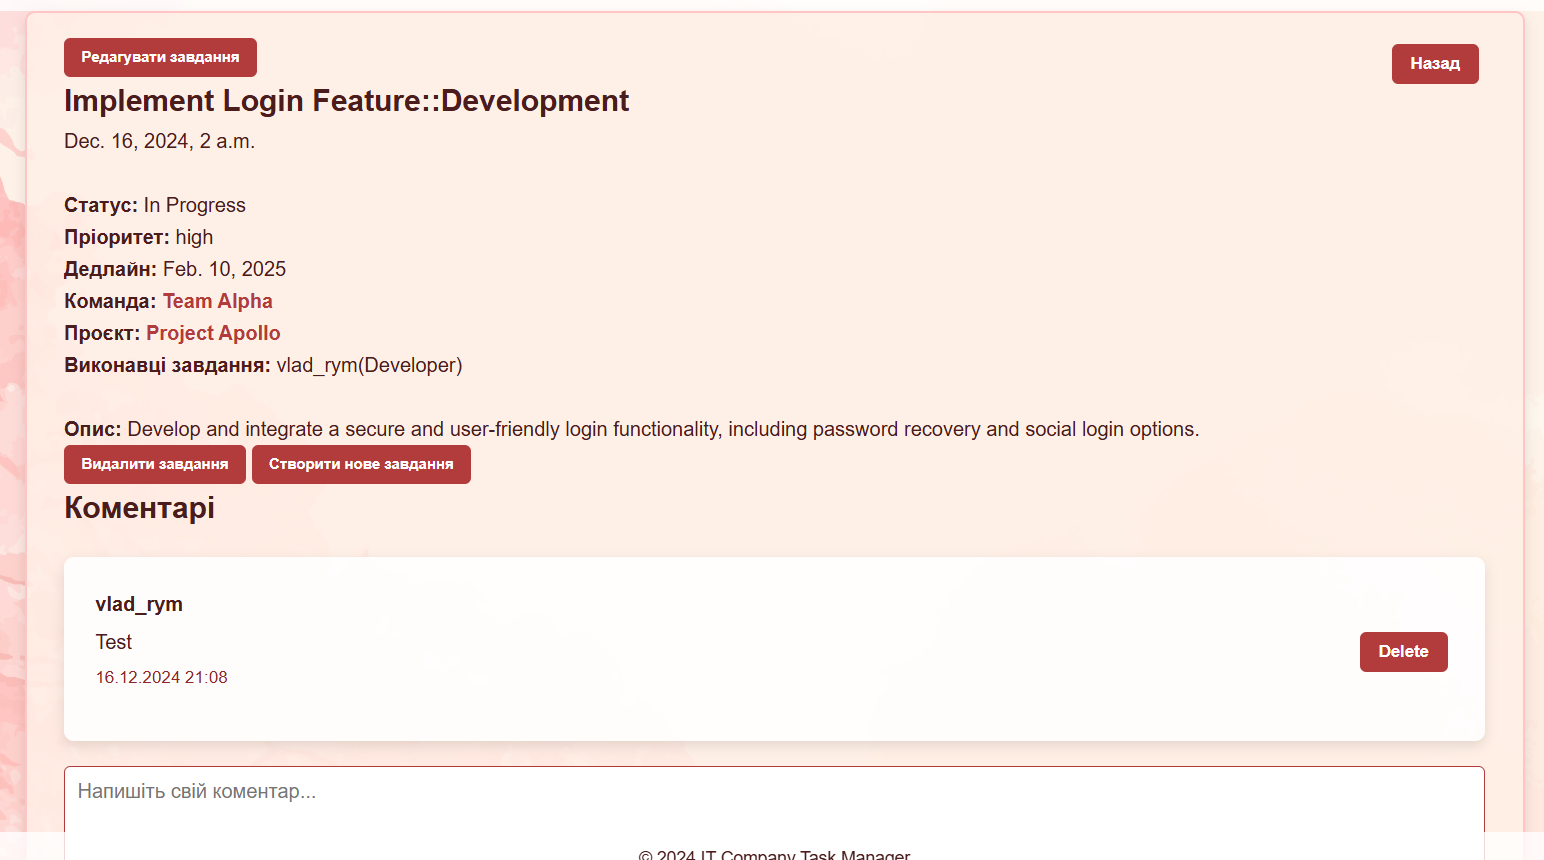 Редагувати завдання
Назад
Implement Login Feature::Development
Dec. 16, 2024, 2 a.m.
Статус: In Progress
Пріоритет: high
Дедлайн: Feb. 10, 2025
Команда: Team Alpha
Проєкт: Project Apollo
Виконавці завдання: vlad_rym(Developer)
Опис: Develop and integrate a secure and user-friendly login functionality, including password recovery and social login options.
Видалити завдання Створити нове завдання
Коментарі
vlad_rym
Test
Delete
16.12.2024 21:08
Напишіть свій коментар...
© 2024 IT Company Task Manager